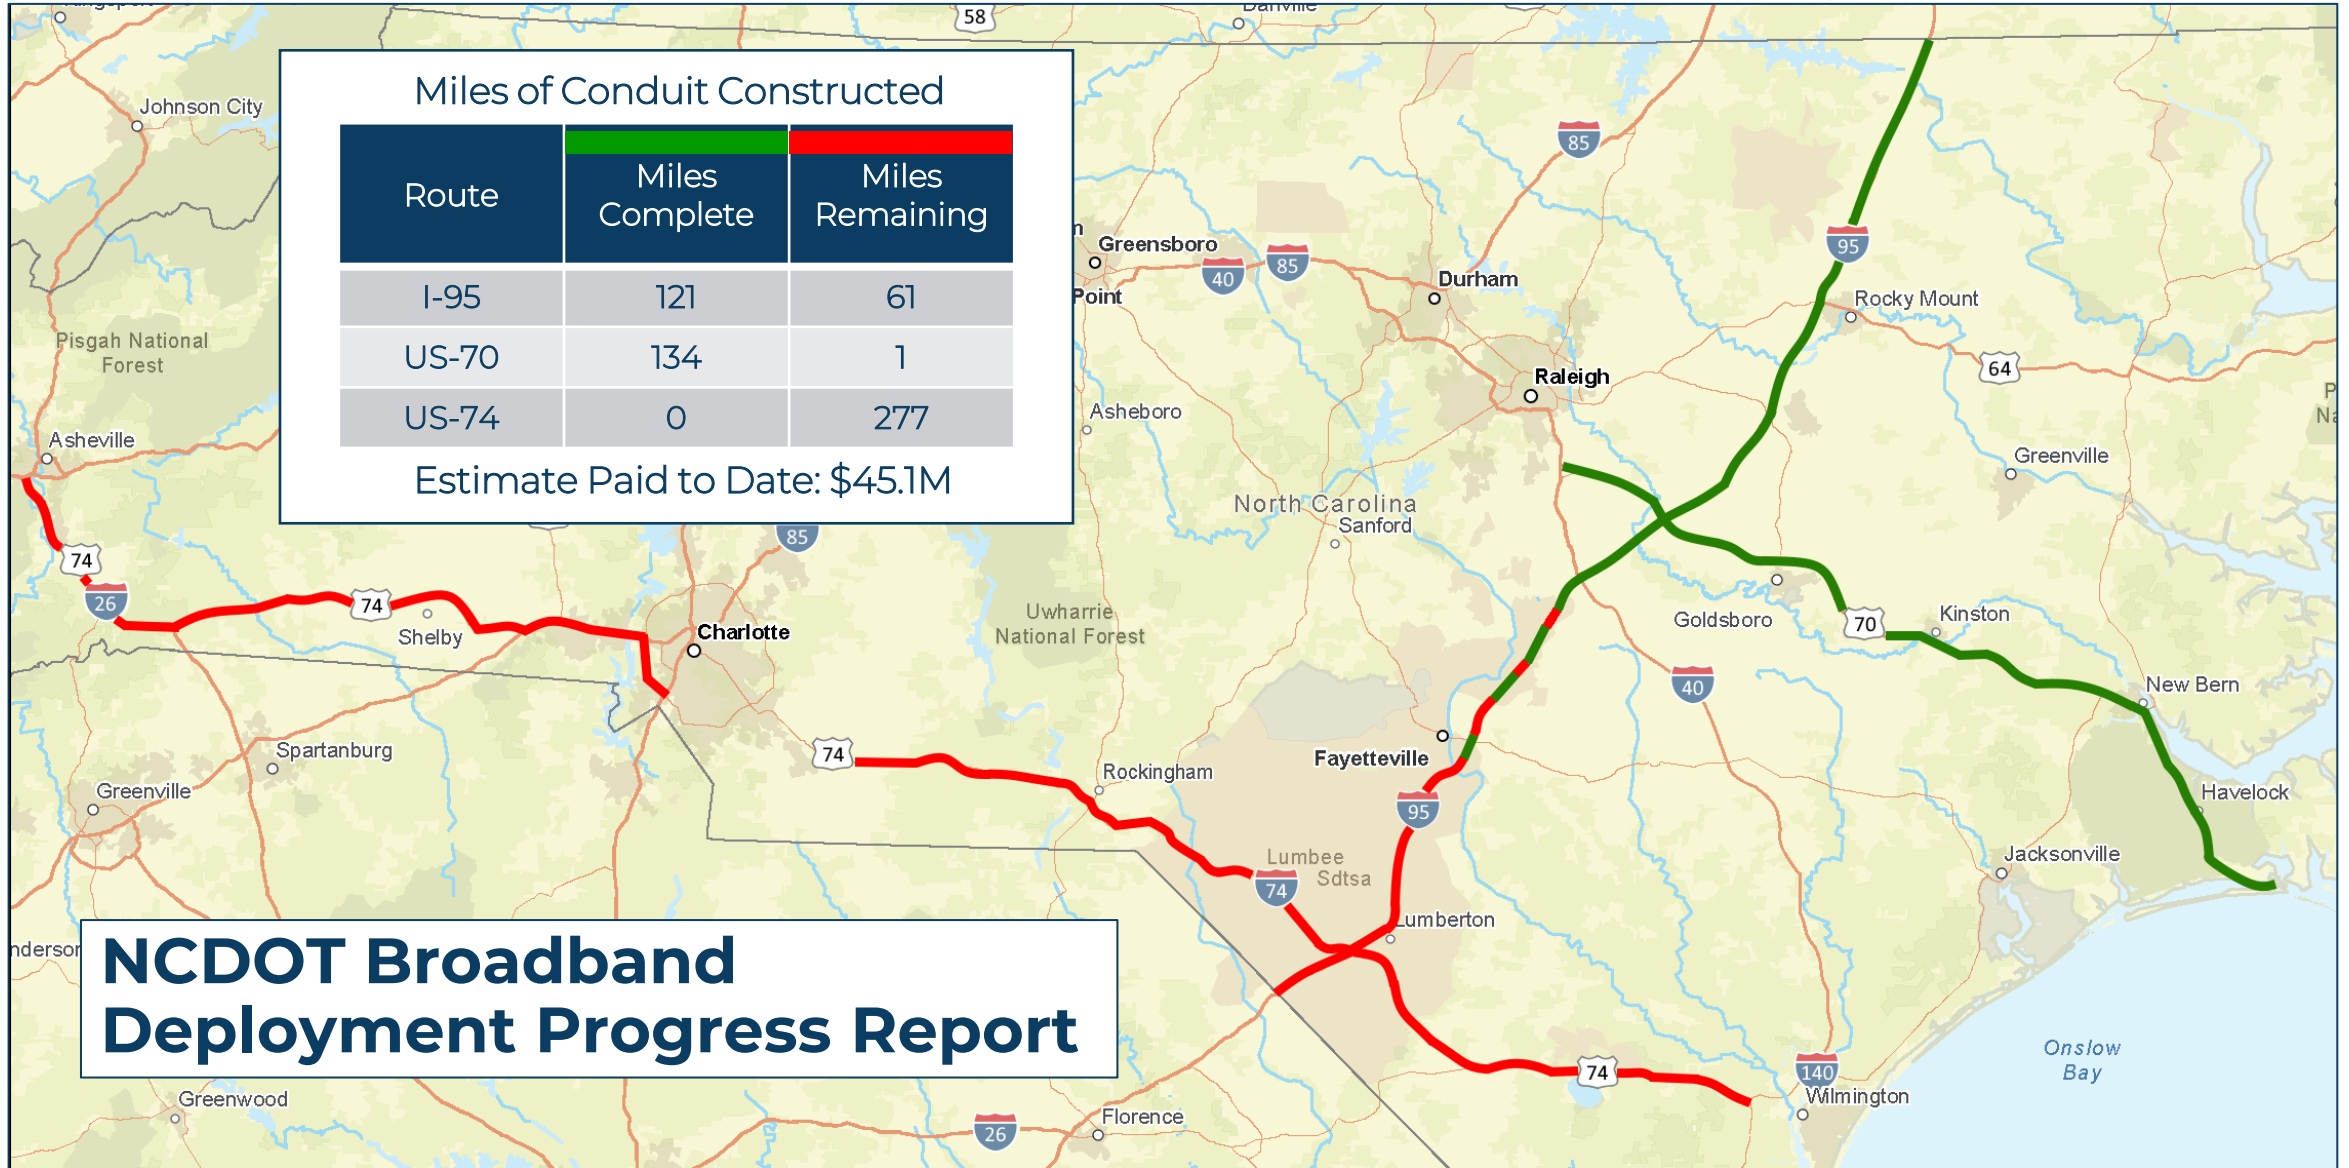 Kingsport
58
Danville
Johnson City
Miles of Conduit Constructed
Route
Miles
Complete
Miles
Remaining
I-95
121
61
US-70
134
1
US-74
0
277
Estimate Paid to Date: $45.1M
85
95
Greensboro
40
85
Point
Durham
Rocky Mount
Pisgah National
Forest
64
Raleigh
Asheboro
Asheville
Greenville
North Carolina
Sanford
85
74
26
74
Shelby
Charlotte
Uwharrie
National Forest
Goldsboro
70
Kinston
40
New Bern
Spartanburg
74
Fayetteville
Rockingham
Greenville
95
Havelock
Lumbee
Sdtsa
74
Jacksonville
Lumberton
NCDOT Broadband
Deployment Progress Report
74
140
Wilmington
Onslow
Bay
Greenwood
26
Florence